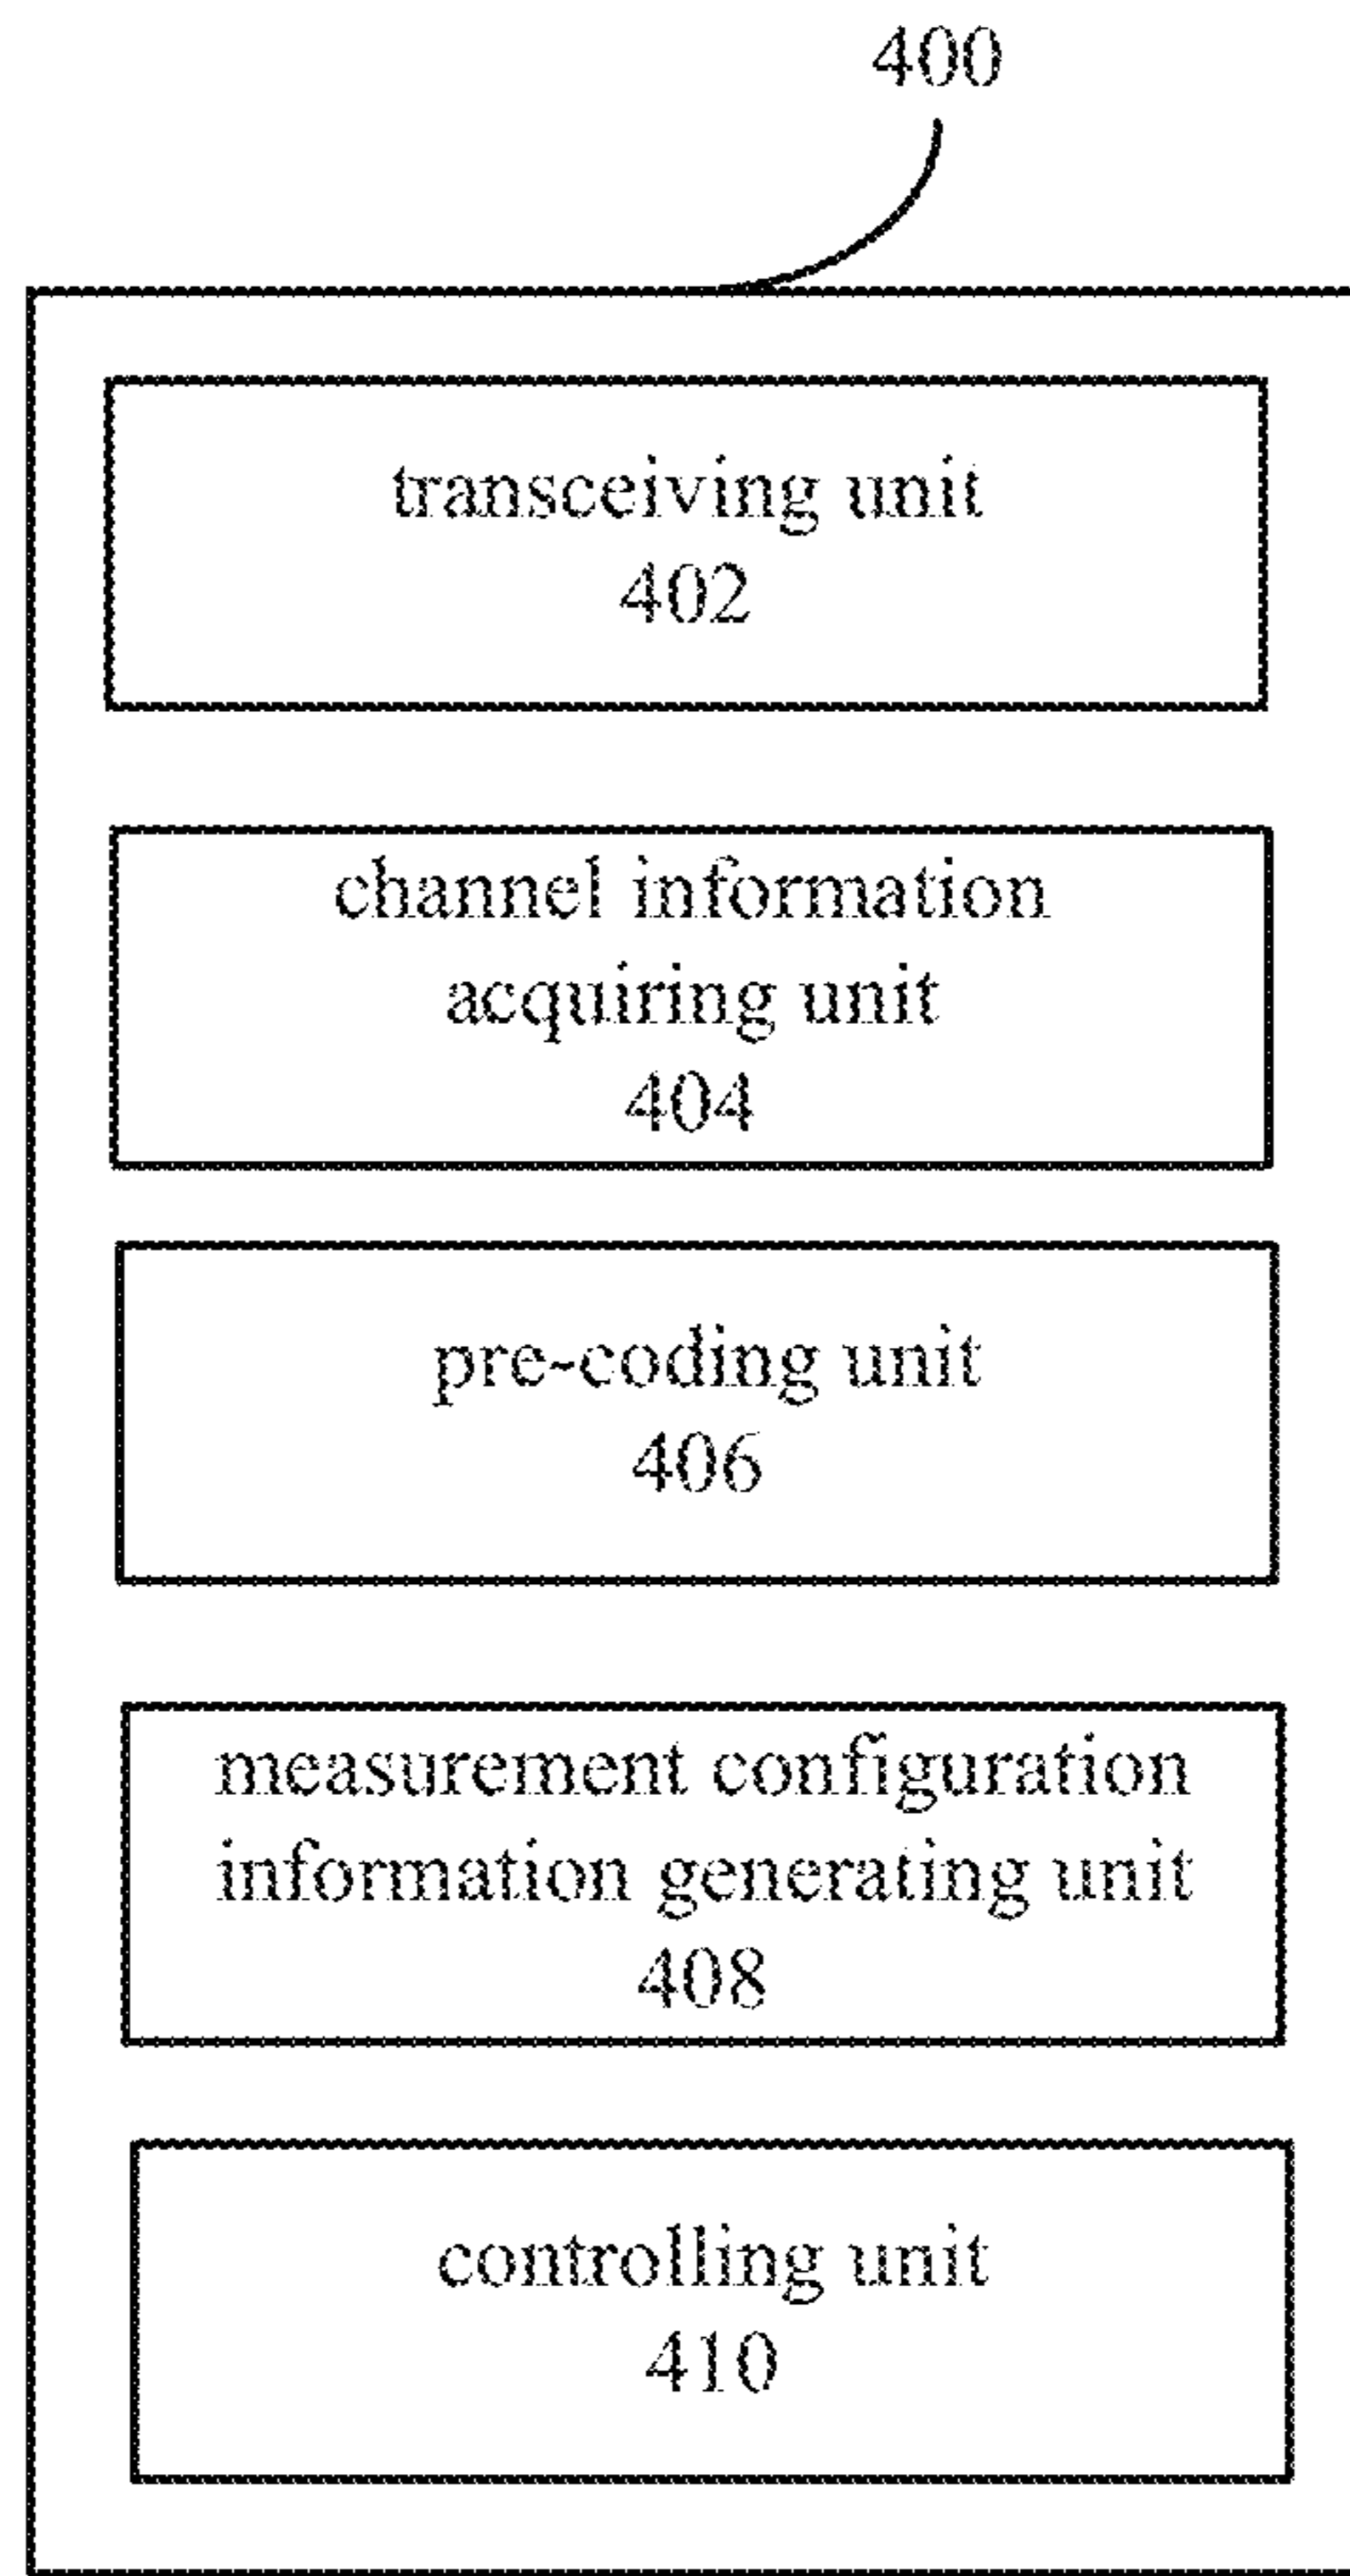 400
transceiving unit
402
channel information
acquiring unit
404
pre-coding unit
406
measurement configuration
information generating unit
408
controlling unit
410